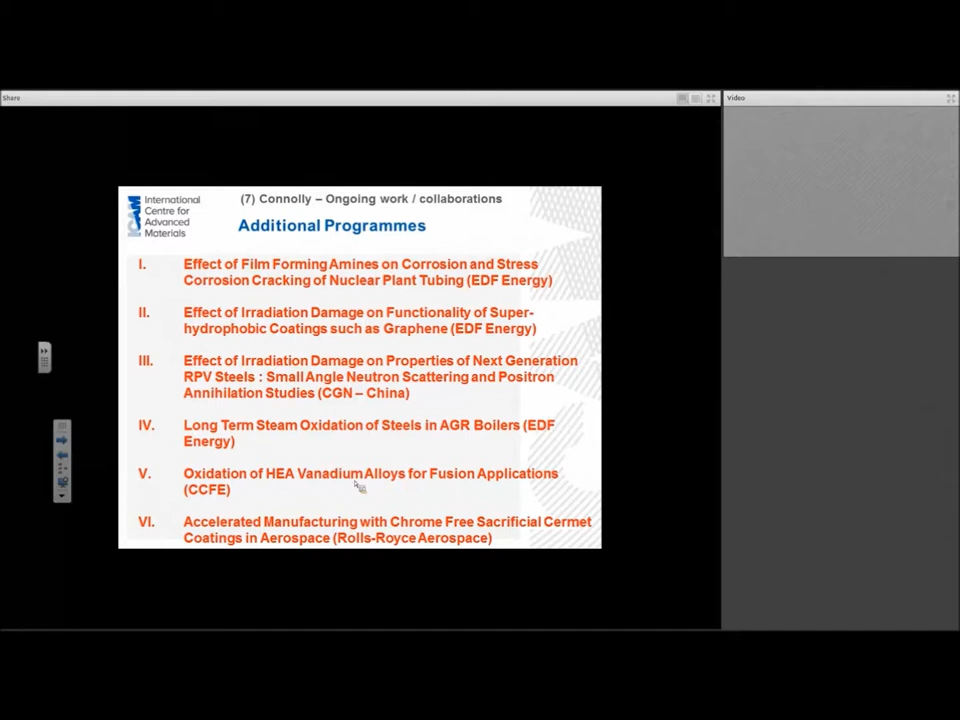 Share
Video
International
Centre for
Advanced
Materials
ICAM
(7) Connolly – Ongoing work / collaborations
Additional Programmes
I. Effect of Film Forming Amines on Corrosion and Stress
Corrosion Cracking of Nuclear Plant Tubing (EDF Energy)
II. Effect of Irradiation Damage on Functionality of Super-
hydrophobic Coatings such as Graphene (EDF Energy)
III. Effect of Irradiation Damage on Properties of Next Generation
RPV Steels : Small Angle Neutron Scattering and Positron
Annihilation Studies (CGN – China)
IV. Long Term Steam Oxidation of Steels in AGR Boilers (EDF
Energy)
V. Oxidation of HEA Vanadium Alloys for Fusion Applications
(CCFE)
VI. Accelerated Manufacturing with Chrome Free Sacrificial Cermet
Coatings in Aerospace (Rolls-Royce Aerospace)